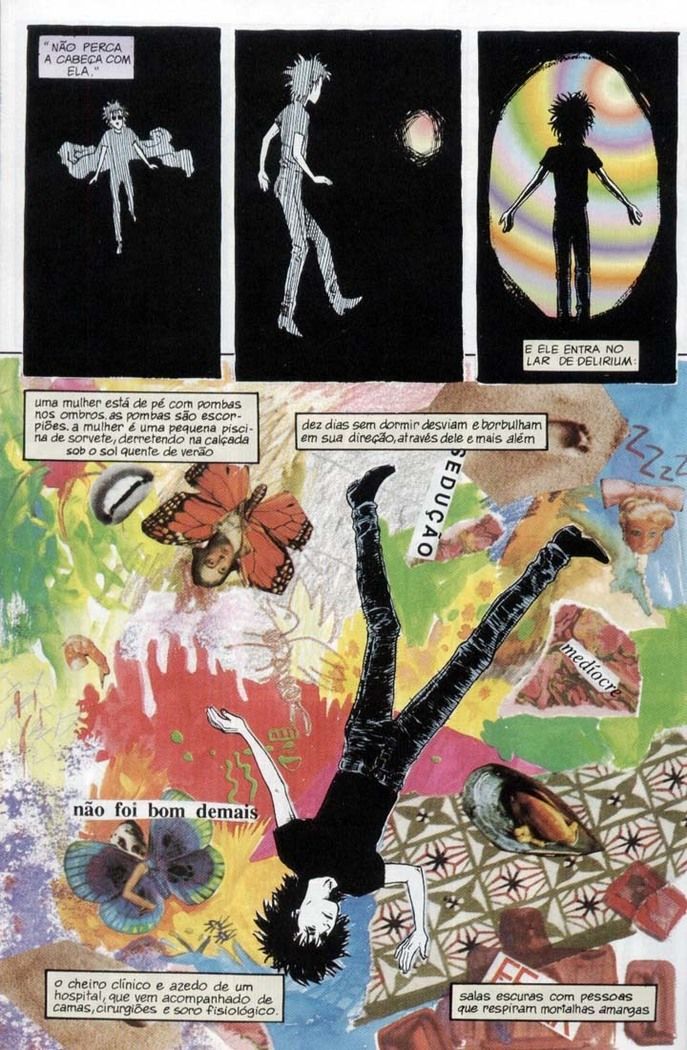 "NÃO PERCA
A CABEÇA COM
ELA."
E ELE ENTRA NO
LAR DE DELIRIUM:
uma mulher está de pé com pombas
nos ombros. as pombas são escor-
piões. a mulher é uma pequena pisci-
na de sorvete, derretendo na calçada
sob o sol quente de verão
dez dias sem dormir desviam e borbulham
em sua direção, através dele e mais além
SEDUÇÃO
ZZZZ
medíocre
não foi bom demais
o cheiro clínico e azedo de um
hospital, que vem acompanhado de
camas, cirurgiões e soro fisiológico.
salas escuras com pessoas
que respiram mortalhas amargas